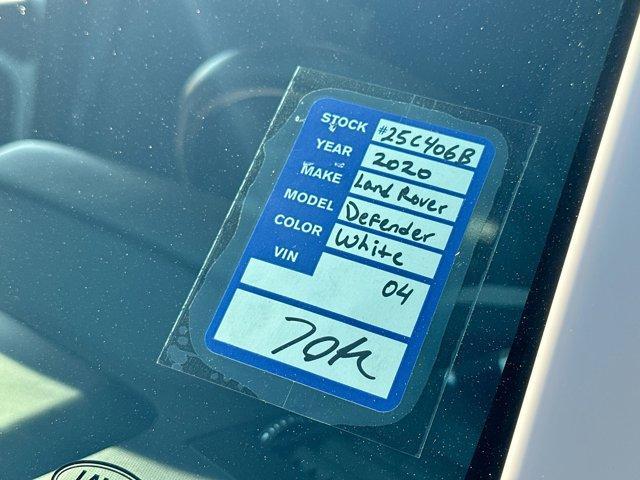 STOCK #25C406B
YEAR 2020
MAKE Land Rover
MODEL Defender
COLOR White
VIN
04
70k